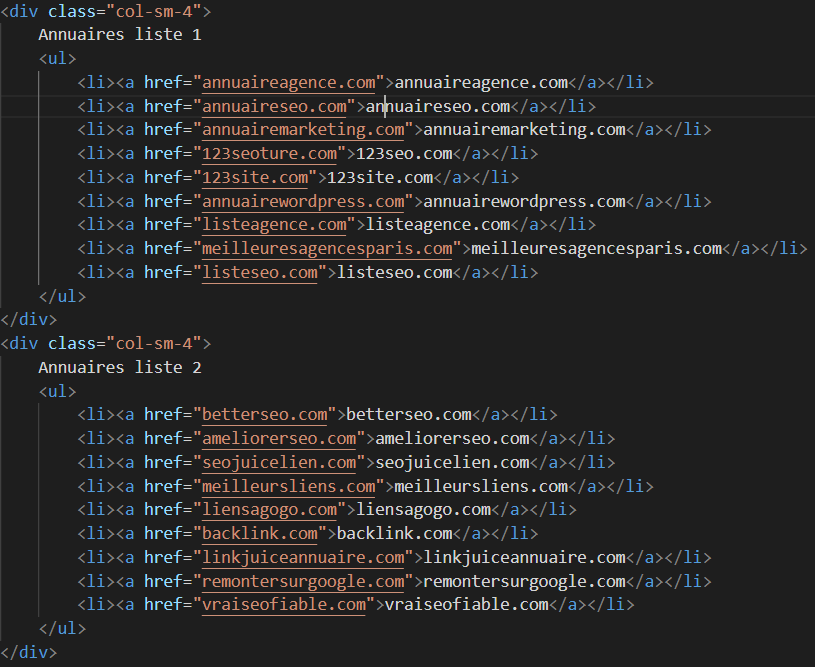 <div class="col-sm-4">
    Annuaires liste 1
    <ul>
        <li><a href="annuaireagence.com">annuaireagence.com</a></li>
        <li><a href="annuaireseo.com">annuaireseo.com</a></li>
        <li><a href="annuairemarketing.com">annuairemarketing.com</a></li>
        <li><a href="123seoture.com">123seo.com</a></li>
        <li><a href="123site.com">123site.com</a></li>
        <li><a href="annuairewordpress.com">annuairewordpress.com</a></li>
        <li><a href="listeagence.com">listeagence.com</a></li>
        <li><a href="meilleuresagencesparis.com">meilleuresagencesparis.com</a></li>
        <li><a href="listeseo.com">listeseo.com</a></li>
    </ul>
</div>
<div class="col-sm-4">
    Annuaires liste 2
    <ul>
        <li><a href="betterseo.com">betterseo.com</a></li>
        <li><a href="ameliorerseo.com">ameliorerseo.com</a></li>
        <li><a href="seojuicelien.com">seojuicelien.com</a></li>
        <li><a href="meilleursliens.com">meilleursliens.com</a></li>
        <li><a href="liensagogo.com">liensagogo.com</a></li>
        <li><a href="backlink.com">backlink.com</a></li>
        <li><a href="linkjuiceannuaire.com">linkjuiceannuaire.com</a></li>
        <li><a href="remontersurgoogle.com">remontersurgoogle.com</a></li>
        <li><a href="vraiseofiable.com">vraiseofiable.com</a></li>
    </ul>
</div>